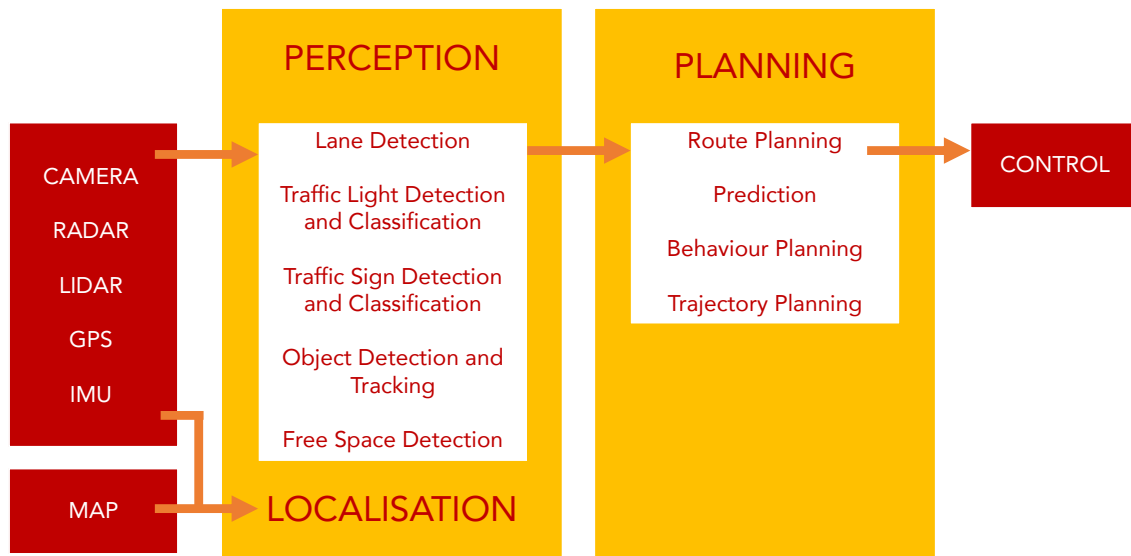 CAMERA
RADAR
LIDAR
GPS
IMU
MAP
PERCEPTION
Lane Detection
Traffic Light Detection
and Classification
Traffic Sign Detection
and Classification
Object Detection and
Tracking
Free Space Detection
LOCALISATION
PLANNING
Route Planning
Prediction
Behaviour Planning
Trajectory Planning
CONTROL